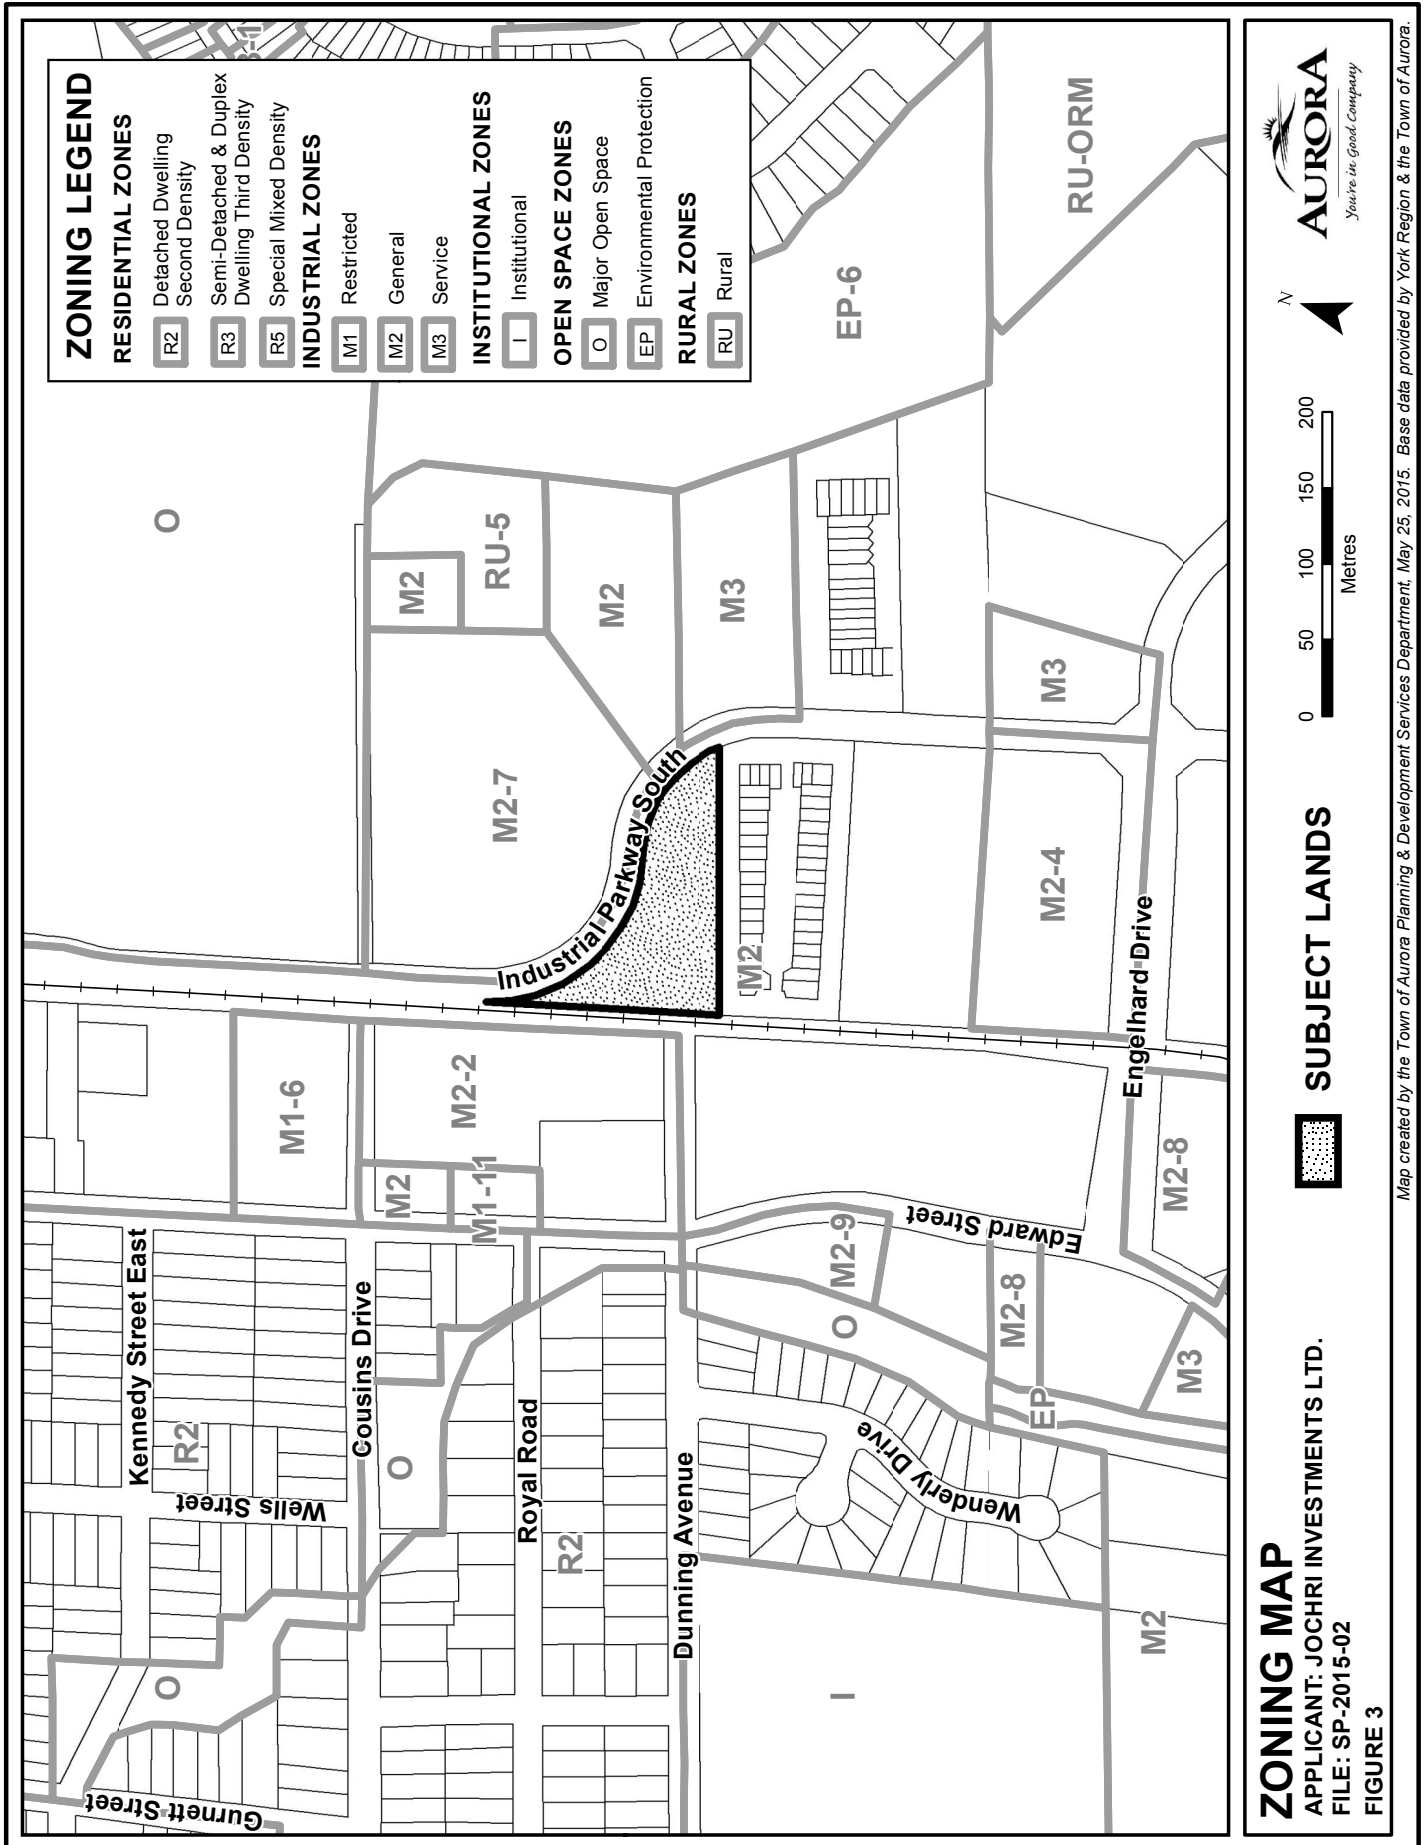 ZONING LEGEND
RESIDENTIAL ZONES
R2 Detached Dwelling
Second Density
R3 Semi-Detached & Duplex
Dwelling Third Density
R5 Special Mixed Density
INDUSTRIAL ZONES
M1 Restricted
M2 General
M3 Service
INSTITUTIONAL ZONES
I Institutional
OPEN SPACE ZONES
O Major Open Space
EP Environmental Protection
RURAL ZONES
RU Rural
O
M2
RU-5
M2
M3
EP-6
RU-ORM
M3
M2-7
Industrial Parkway South
M2
M2-4
Engelhard Drive
M1-6
M2-2
M2
M1-11
M2-9
Edward Street
M2-8
M2-8
M3
EP
O
Kennedy Street East
Cousins Drive
Wells Street
R2
O
Royal Road
R2
Dunning Avenue
Wenderly Drive
O
Gurnett Street
I
M2
ZONING MAP
APPLICANT: JOCHRI INVESTMENTS LTD.
FILE: SP-2015-02
FIGURE 3
SUBJECT LANDS
0 50 100 150 200
Metres
N
AURORA
You're in Good Company
Map created by the Town of Aurora Planning & Development Services Department, May 25, 2015. Base data provided by York Region & the Town of Aurora.